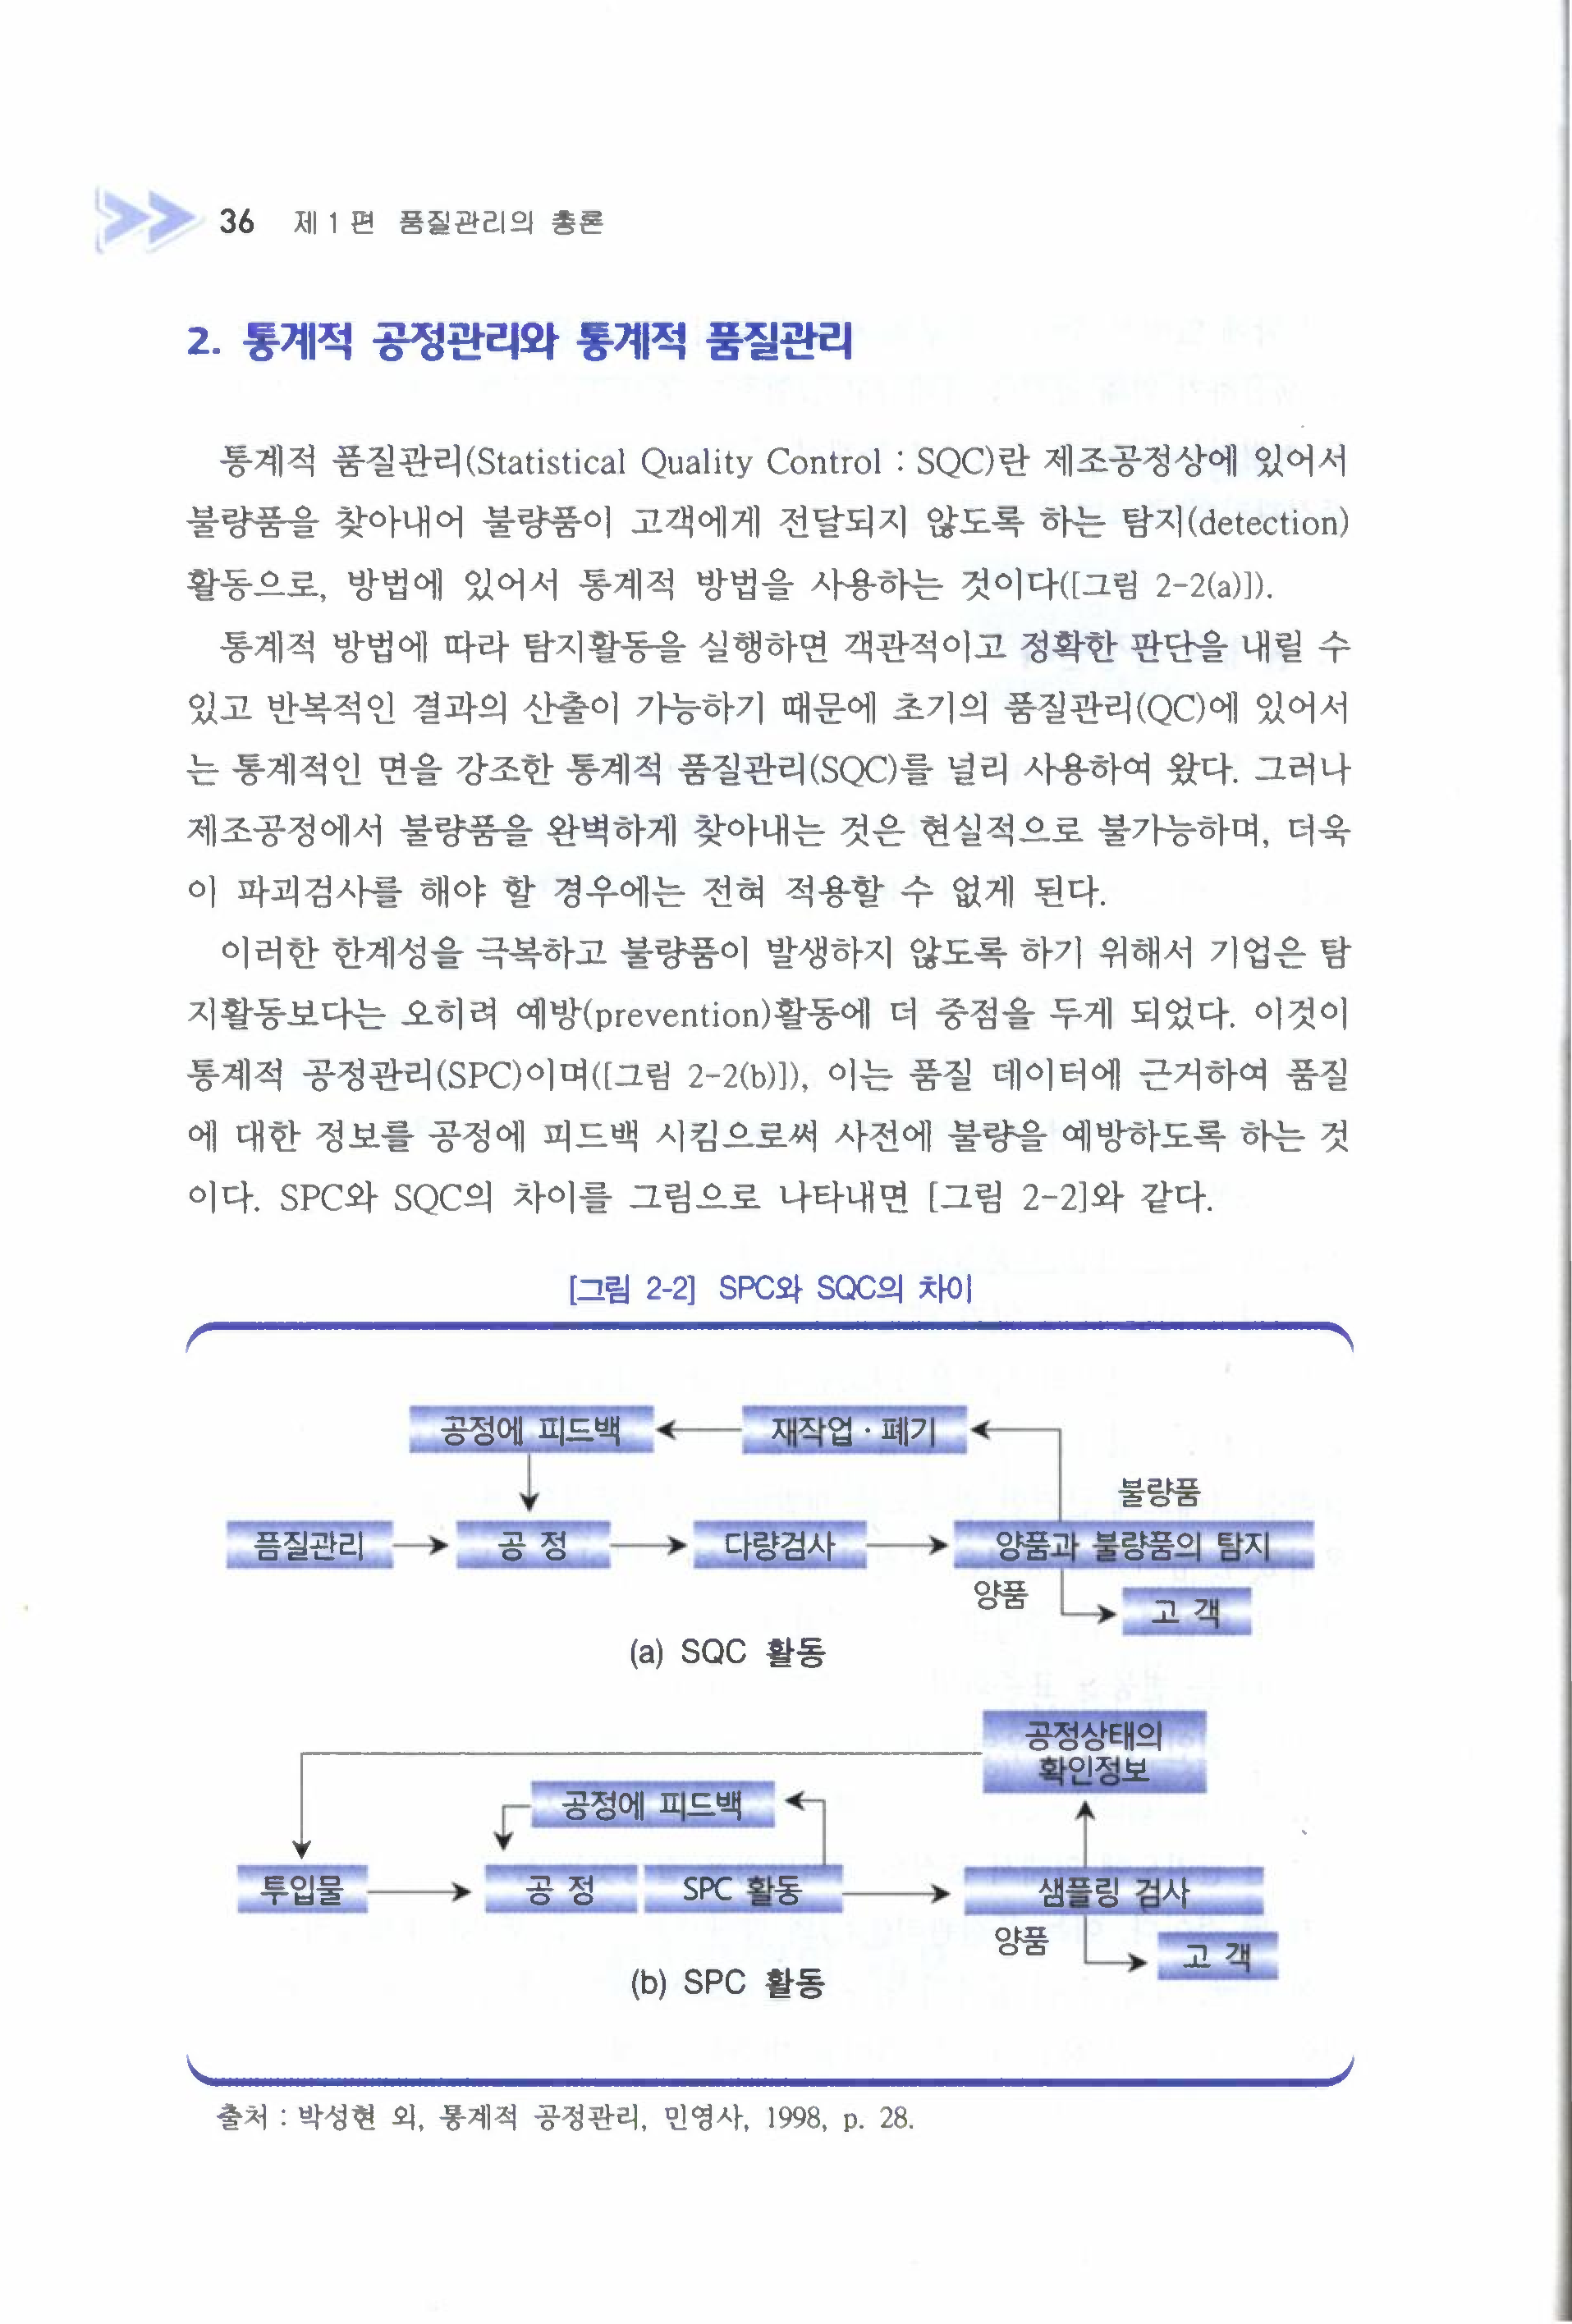 36 제 1 편 품질관리의 총론
2. 통계적 공정관리와 통계적 품질관리
통계적 품질관리(Statistical Quality Control : SQC)란 제조공정상에 있어서
불량품을 찾아내어 불량품이 고객에게 전달되지 않도록 하는 탐지(detection)
활동으로, 방법에 있어서 통계적 방법을 사용하는 것이다([그림 2-2(a)]).
통계적 방법에 따라 탐지활동을 실행하면 객관적이고 정확한 판단을 내릴 수
있고 반복적인 결과의 산출이 가능하기 때문에 초기의 품질관리(QC)에 있어서
는 통계적인 면을 강조한 통계적 품질관리(SQC)를 널리 사용하여 왔다. 그러나
제조공정에서 불량품을 완벽하게 찾아내는 것은 현실적으로 불가능하며, 더욱
이 파괴검사를 해야 할 경우에는 전혀 적용할 수 없게 된다.
이러한 한계성을 극복하고 불량품이 발생하지 않도록 하기 위해서 기업은 탐
지활동보다는 오히려 예방(prevention)활동에 더 중점을 두게 되었다. 이것이
통계적 공정관리(SPC)이며([그림 2-2(b)]), 이는 품질 데이터에 근거하여 품질
에 대한 정보를 공정에 피드백 시킴으로써 사전에 불량을 예방하도록 하는 것
이다. SPC와 SQC의 차이를 그림으로 나타내면 [그림 2-2]와 같다.
[그림 2-2] SPC와 SQC의 차이
공정에 피드백 재작업 · 폐기
불량품
품질관리 공 정 다량검사 양품과 불량품의 탐지
양품 고 객
(a) SQC 활동
공정상태의
확인정보
공정에 피드백
투입물 공 정 SPC 활동 샘플링 검사
양품 고 객
(b) SPC 활동
출처 : 박성현 외, 통계적 공정관리, 민영사, 1998, p. 28.